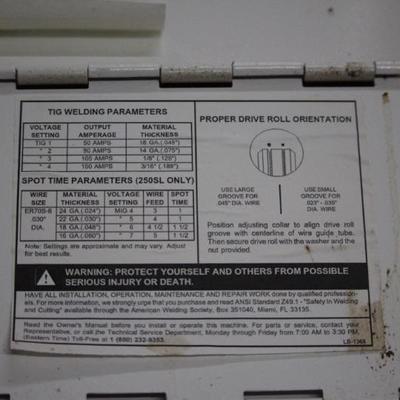 TIG WELDING PARAMETERS
VOLTAGE SETTING OUTPUT AMPERAGE MATERIAL THICKNESS
TIG 1 50 AMPS 18 GA.(.048")
" 2 90 AMPS 14 GA.(.075")
" 3 105 AMPS 1/8" (.125")
" 4 150 AMPS 3/16" (.188")
SPOT TIME PARAMETERS (250SL ONLY)
WIRE SIZE MATERIAL THICKNESS VOLTAGE SETTING WIRE FEED SPOT TIME
ER70S-6 24 GA.(.024") MIG 4 3 1
.030" 22 GA.(.030") " 5 4 1
DIA. 18 GA.(.048") " 6 4 1/2 1 1/2
16 GA.(.060") " 7 5 1 1/2
Note: Settings are approximate and may vary. Adjust
for best results.
PROPER DRIVE ROLL ORIENTATION
USE LARGE GROOVE FOR .045" DIA. WIRE
USE SMALL GROOVE FOR .023"-.035" DIA. WIRE
Position adjusting collar to align drive roll
groove with centerline of wire guide tube.
Then secure drive roll with the washer and the
nut provided.
WARNING: PROTECT YOURSELF AND OTHERS FROM POSSIBLE
SERIOUS INJURY OR DEATH.
HAVE ALL INSTALLATION, OPERATION, MAINTENANCE AND REPAIR WORK done by qualified profession-
als. For more information, we strongly urge that you purchase and read ANSI Standard Z49.1 - "Safety in Welding
and Cutting" available through the American Welding Society, Box 351040, Miami, FL 33135.
Read the Owner's Manual before you install or operate this machine. For parts or service, contact your nearest
distributor, or call the Technical Service Department, Monday through Friday from 7:00 AM to 3:30 PM,
(Eastern Time) Toll-Free at 1 (800) 232-9353.